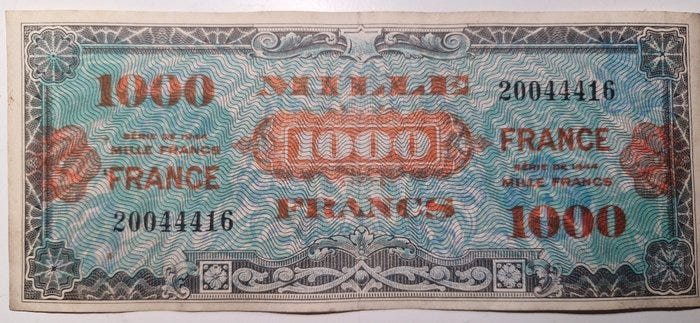 1000
MILLE
20044416
SÉRIE DE 1944
MILLE FRANCS
FRANCE
1000
FRANCE
SÉRIE DE 1944
MILLE FRANCS
20044416
FRANCS
1000